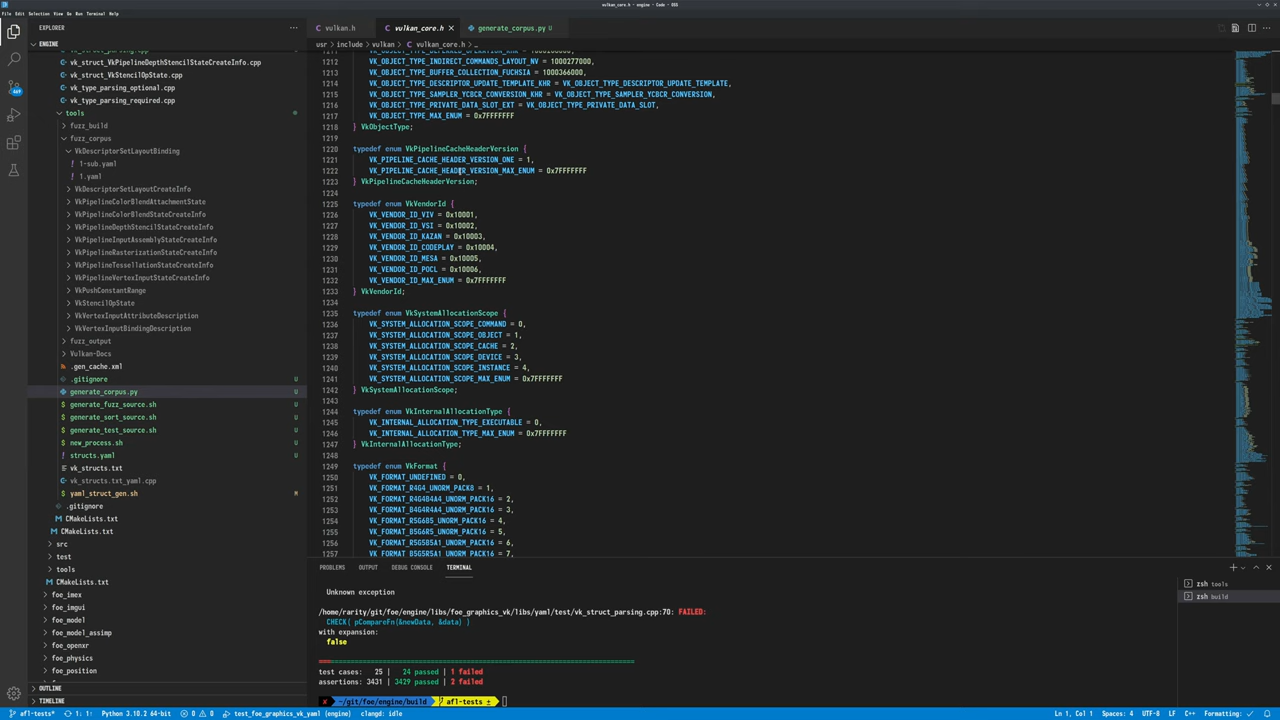 vulkan_core.h - engine - Code - OSS
File Edit Selection View Go Run Terminal Help
EXPLORER
vulkan.h
vulkan_core.h
generate_corpus.py U
ENGINE
usr > include > vulkan > vulkan_core.h > ...
vk_struct_VkPipelineDepthStencilStateCreateInfo.cpp
vk_struct_VkStencilOpState.cpp
vk_type_parsing_optional.cpp
vk_type_parsing_required.cpp
tools
fuzz_build
fuzz_corpus
VkDescriptorSetLayoutBinding
1-sub.yaml
1.yaml
VkDescriptorSetLayoutCreateInfo
VkPipelineColorBlendAttachmentState
VkPipelineColorBlendStateCreateInfo
VkPipelineDepthStencilStateCreateInfo
VkPipelineInputAssemblyStateCreateInfo
VkPipelineRasterizationStateCreateInfo
VkPipelineTessellationStateCreateInfo
VkPipelineVertexInputStateCreateInfo
VkPushConstantRange
VkStencilOpState
VkVertexInputAttributeDescription
VkVertexInputBindingDescription
fuzz_output
Vulkan-Docs
.gen_cache.xml
.gitignore U
generate_corpus.py U
generate_fuzz_source.sh U
generate_sort_source.sh U
generate_test_source.sh U
new_process.sh U
structs.yaml U
vk_structs.txt
vk_structs.txt_yaml.cpp
yaml_struct_gen.sh M
.gitignore
CMakeLists.txt
CMakeLists.txt
src
test
tools
CMakeLists.txt
foe_imex
foe_imgui
foe_model
foe_model_assimp
foe_openxr
foe_physics
foe_position
OUTLINE
TIMELINE
1212 VK_OBJECT_TYPE_INDIRECT_COMMANDS_LAYOUT_NV = 1000277000,
1213 VK_OBJECT_TYPE_BUFFER_COLLECTION_FUCHSIA = 1000366000,
1214 VK_OBJECT_TYPE_DESCRIPTOR_UPDATE_TEMPLATE_KHR = VK_OBJECT_TYPE_DESCRIPTOR_UPDATE_TEMPLATE,
1215 VK_OBJECT_TYPE_SAMPLER_YCBCR_CONVERSION_KHR = VK_OBJECT_TYPE_SAMPLER_YCBCR_CONVERSION,
1216 VK_OBJECT_TYPE_PRIVATE_DATA_SLOT_EXT = VK_OBJECT_TYPE_PRIVATE_DATA_SLOT,
1217 VK_OBJECT_TYPE_MAX_ENUM = 0x7FFFFFFF
1218 } VkObjectType;
1219
1220 typedef enum VkPipelineCacheHeaderVersion {
1221 VK_PIPELINE_CACHE_HEADER_VERSION_ONE = 1,
1222 VK_PIPELINE_CACHE_HEADER_VERSION_MAX_ENUM = 0x7FFFFFFF
1223 } VkPipelineCacheHeaderVersion;
1224
1225 typedef enum VkVendorId {
1226 VK_VENDOR_ID_VIV = 0x10001,
1227 VK_VENDOR_ID_VSI = 0x10002,
1228 VK_VENDOR_ID_KAZAN = 0x10003,
1229 VK_VENDOR_ID_CODEPLAY = 0x10004,
1230 VK_VENDOR_ID_MESA = 0x10005,
1231 VK_VENDOR_ID_POCL = 0x10006,
1232 VK_VENDOR_ID_MAX_ENUM = 0x7FFFFFFF
1233 } VkVendorId;
1234
1235 typedef enum VkSystemAllocationScope {
1236 VK_SYSTEM_ALLOCATION_SCOPE_COMMAND = 0,
1237 VK_SYSTEM_ALLOCATION_SCOPE_OBJECT = 1,
1238 VK_SYSTEM_ALLOCATION_SCOPE_CACHE = 2,
1239 VK_SYSTEM_ALLOCATION_SCOPE_DEVICE = 3,
1240 VK_SYSTEM_ALLOCATION_SCOPE_INSTANCE = 4,
1241 VK_SYSTEM_ALLOCATION_SCOPE_MAX_ENUM = 0x7FFFFFFF
1242 } VkSystemAllocationScope;
1243
1244 typedef enum VkInternalAllocationType {
1245 VK_INTERNAL_ALLOCATION_TYPE_EXECUTABLE = 0,
1246 VK_INTERNAL_ALLOCATION_TYPE_MAX_ENUM = 0x7FFFFFFF
1247 } VkInternalAllocationType;
1248
1249 typedef enum VkFormat {
1250 VK_FORMAT_UNDEFINED = 0,
1251 VK_FORMAT_R4G4_UNORM_PACK8 = 1,
1252 VK_FORMAT_R4G4B4A4_UNORM_PACK16 = 2,
1253 VK_FORMAT_B4G4R4A4_UNORM_PACK16 = 3,
1254 VK_FORMAT_R5G6B5_UNORM_PACK16 = 4,
1255 VK_FORMAT_B5G6R5_UNORM_PACK16 = 5,
1256 VK_FORMAT_R5G5B5A1_UNORM_PACK16 = 6,
1257 VK_FORMAT_B5G5R5A1_UNORM_PACK16 = 7,
PROBLEMS OUTPUT DEBUG CONSOLE TERMINAL
Unknown exception
/home/rarity/git/foe/engine/libs/foe_graphics_vk/libs/yaml/test/vk_struct_parsing.cpp:70: FAILED:
CHECK( pCompareFn(&newData, &data) )
with expansion:
false
test cases: 25 | 24 passed | 1 failed
assertions: 3431 | 3429 passed | 2 failed
~/git/foe/engine/build afl-tests ±
zsh tools
zsh build
afl-tests* 1↓ 1↑ Python 3.10.2 64-bit 0 0 test_foe_graphics_vk_yaml (engine) clangd: idle
Ln 1, Col 1 Spaces: 4 UTF-8 LF C++ Formatting: ✓